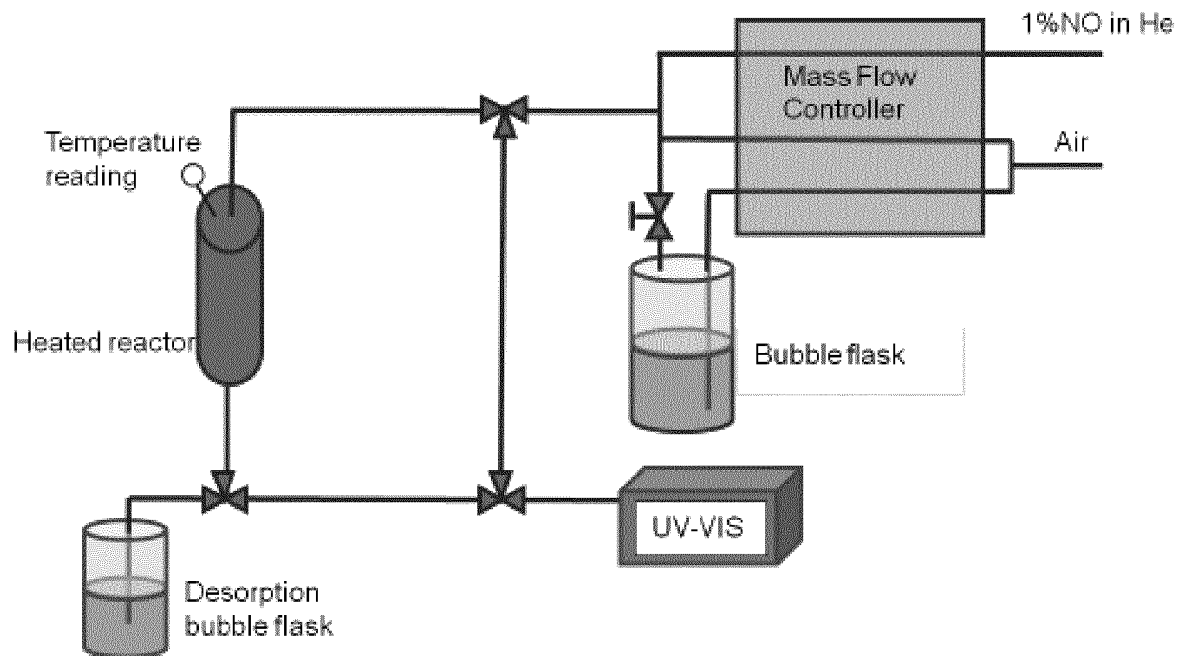 1%NO in He
Mass Flow
Controller
Air
Temperature
reading
Heated reactor
Bubble flask
UV-VIS
Desorption
bubble flask